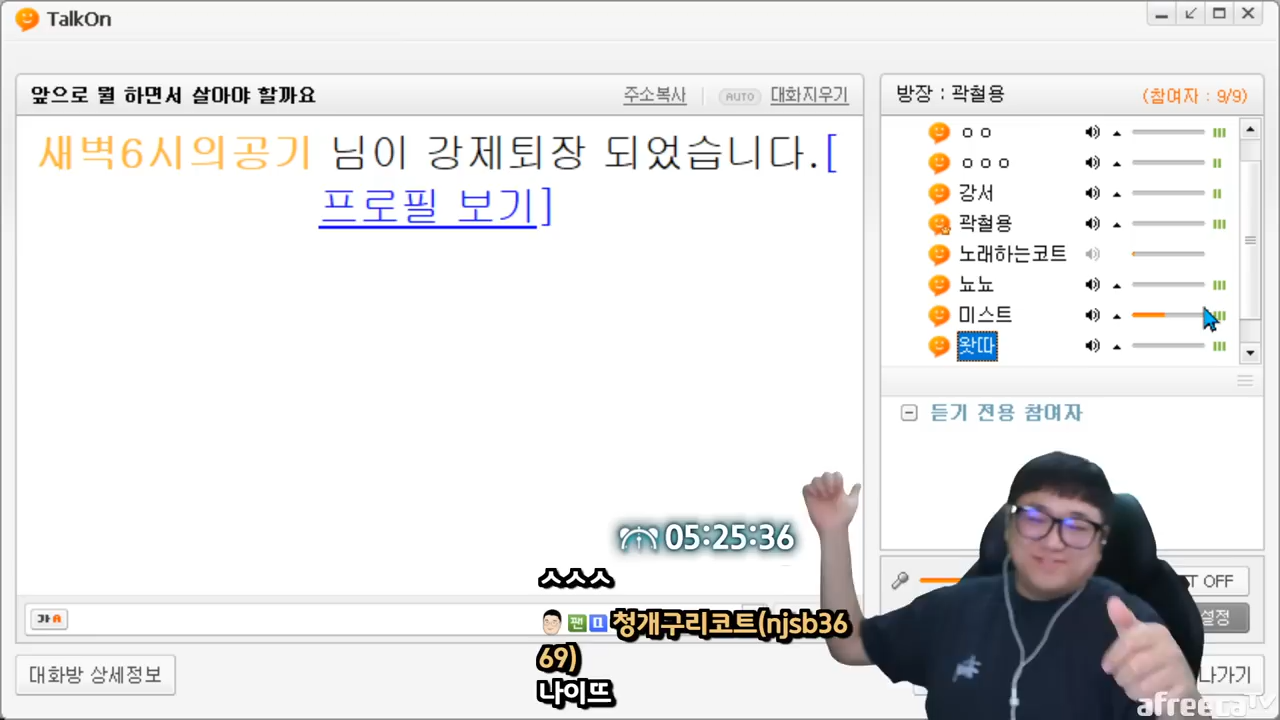 TalkOn
앞으로 뭘 하면서 살아야 할까요
주소복사
AUTO
대화지우기
새벽6시의공기 님이 강제퇴장 되었습니다.[
프로필 보기]
방장 : 곽철용
(참여자 : 9/9)
ㅇㅇ
ㅇㅇㅇ
강서
곽철용
노래하는코트
뇨뇨
미스트
왓따
듣기 전용 참여자
05:25:36
ㅅㅅㅅ
짼 청개구리코트(njsb36
69)
나이뜨
가A
대화방 상세정보
OFF
설정
나가기
afreecaTV